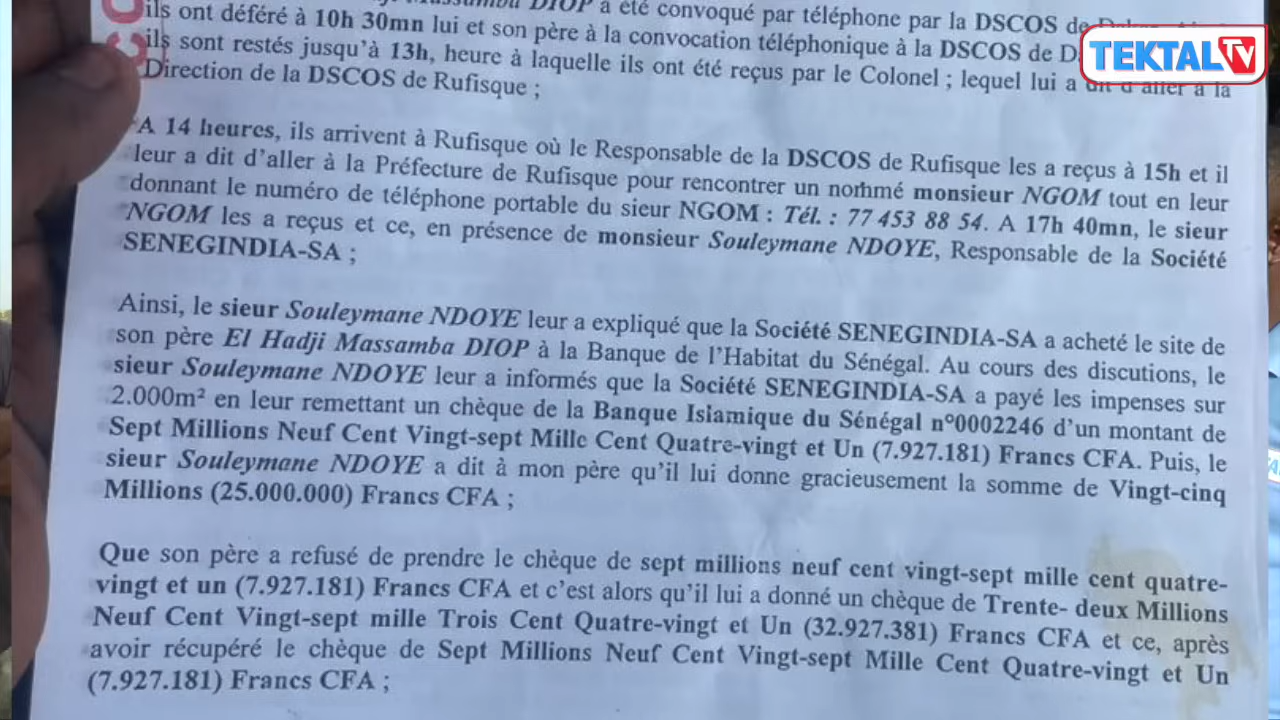 Massamba DIOP a été convoqué par téléphone par la DSCOS de
ils ont déféré à 10h 30mn lui et son père à la convocation téléphonique à la DSCOS de
ils sont restés jusqu'à 13h, heure à laquelle ils ont été reçus par le Colonel ; lequel lui a dit d'aller à la
Direction de la DSCOS de Rufisque ;
TEKTAL TV
A 14 heures, ils arrivent à Rufisque où le Responsable de la DSCOS de Rufisque les a reçus à 15h et il
leur a dit d'aller à la Préfecture de Rufisque pour rencontrer un nommé monsieur NGOM tout en leur
donnant le numéro de téléphone portable du sieur NGOM : Tél. : 77 453 88 54. A 17h 40mn, le sieur
NGOM les a reçus et ce, en présence de monsieur Souleymane NDOYE, Responsable de la Société
SENEGINDIA-SA ;
Ainsi, le sieur Souleymane NDOYE leur a expliqué que la Société SENEGINDIA-SA a acheté le site de
son père El Hadji Massamba DIOP à la Banque de l'Habitat du Sénégal. Au cours des discutions, le
sieur Souleymane NDOYE leur a informés que la Société SENEGINDIA-SA a payé les impenses sur
2.000m² en leur remettant un chèque de la Banque Islamique du Sénégal n°0002246 d'un montant de
Sept Millions Neuf Cent Vingt-sept Mille Cent Quatre-vingt et Un (7.927.181) Francs CFA. Puis, le
sieur Souleymane NDOYE a dit à mon père qu'il lui donne gracieusement la somme de Vingt-cinq
Millions (25.000.000) Francs CFA ;
Que son père a refusé de prendre le chèque de sept millions neuf cent vingt-sept mille cent quatre-
vingt et un (7.927.181) Francs CFA et c'est alors qu'il lui a donné un chèque de Trente- deux Millions
Neuf Cent Vingt-sept mille Trois Cent Quatre-vingt et Un (32.927.381) Francs CFA et ce, après
avoir récupéré le chèque de Sept Millions Neuf Cent Vingt-sept Mille Cent Quatre-vingt et Un
(7.927.181) Francs CFA ;